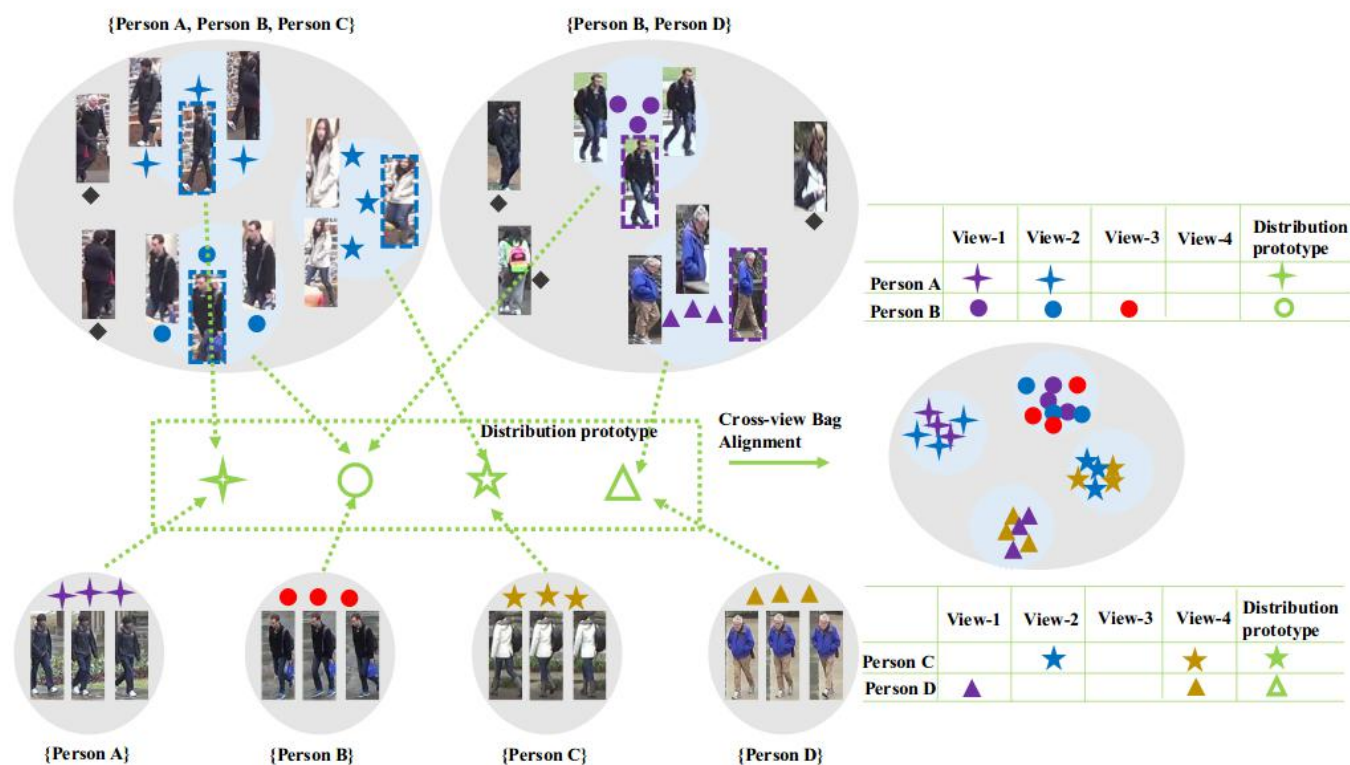 {Person A, Person B, Person C}
{Person B, Person D}
View-1 View-2 View-3 View-4 Distribution prototype
Person A
Person B
Distribution prototype
Cross-view Bag
Alignment
View-1 View-2 View-3 View-4 Distribution prototype
Person C
Person D
{Person A}
{Person B}
{Person C}
{Person D}